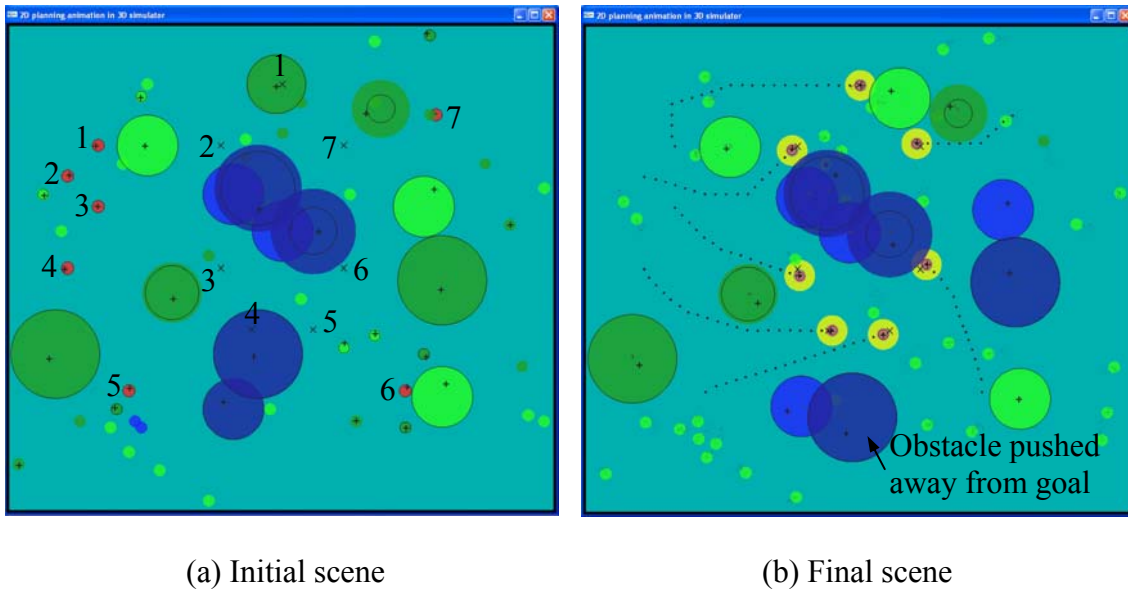 2D planning animation in 3D simulator
2D planning animation in 3D simulator
1
1
7
2
7
2
3
4
3
6
4
5
5
6
Obstacle pushed
away from goal
(a) Initial scene
(b) Final scene